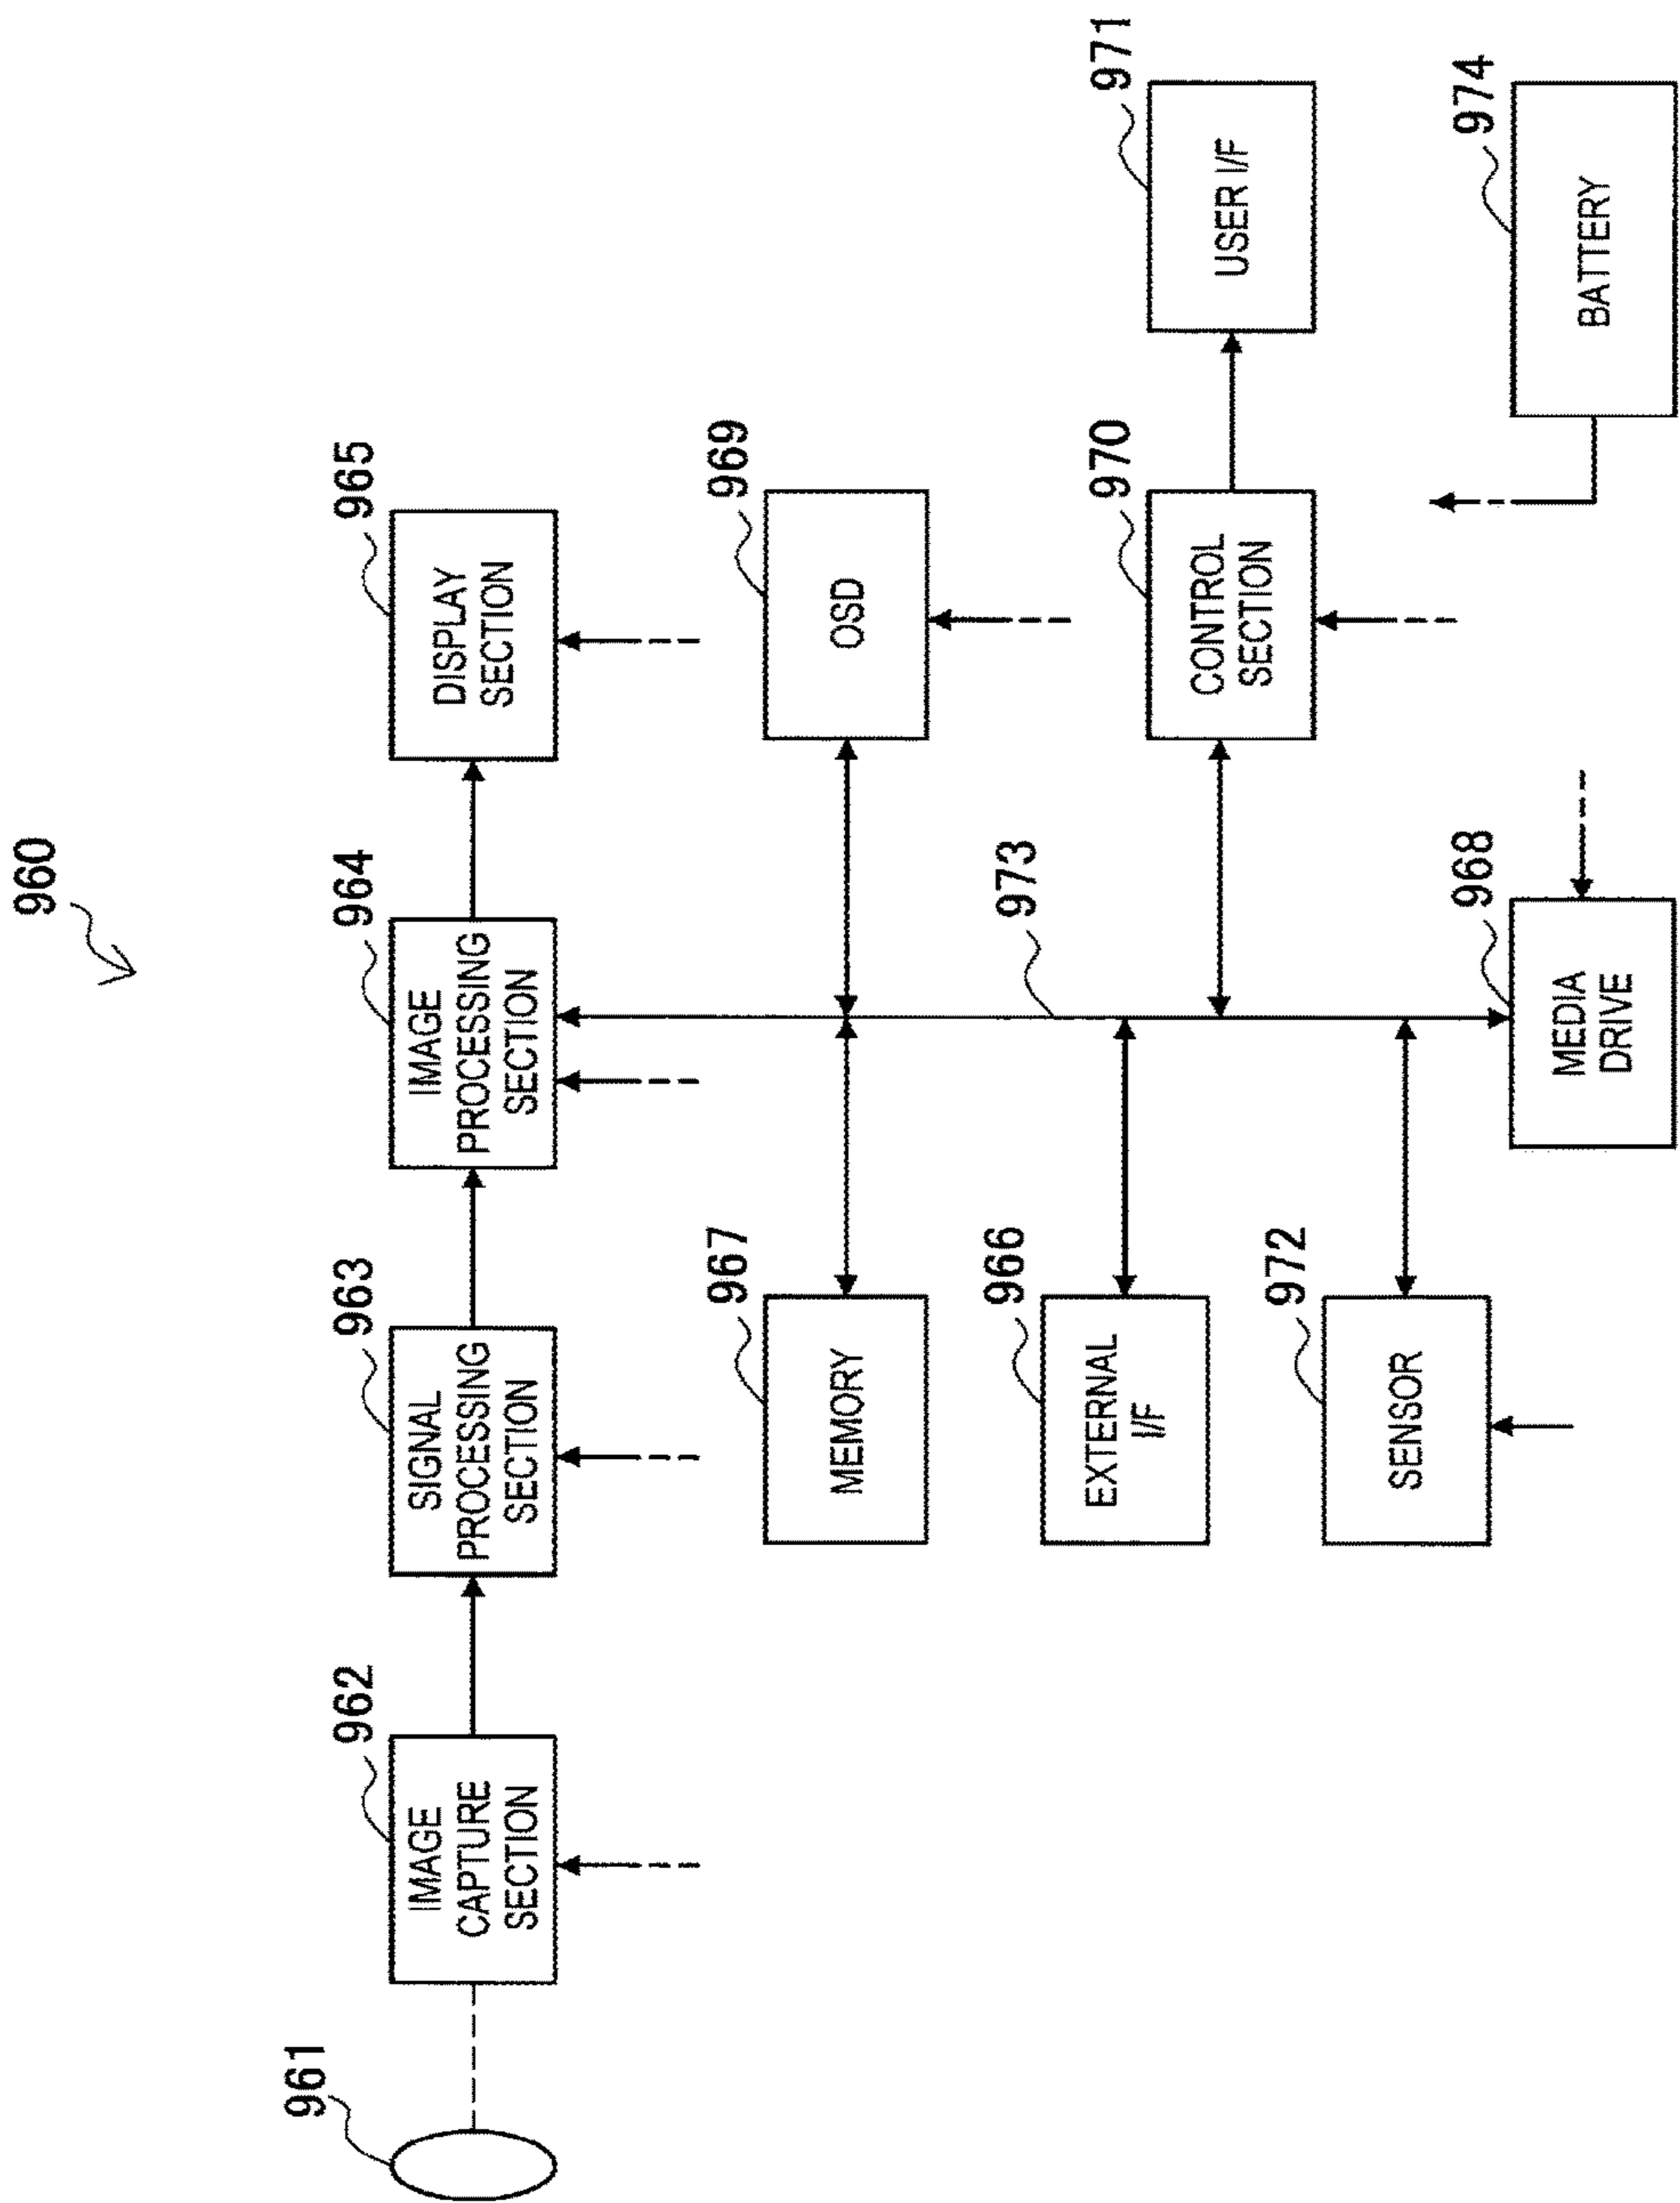 960
961
962
963
964
965
IMAGE
CAPTURE
SECTION
SIGNAL
PROCESSING
SECTION
IMAGE
PROCESSING
SECTION
DISPLAY
SECTION
967
969
MEMORY
OSD
966
973
970
971
EXTERNAL
I/F
CONTROL
SECTION
USER I/F
972
968
974
SENSOR
MEDIA
DRIVE
BATTERY